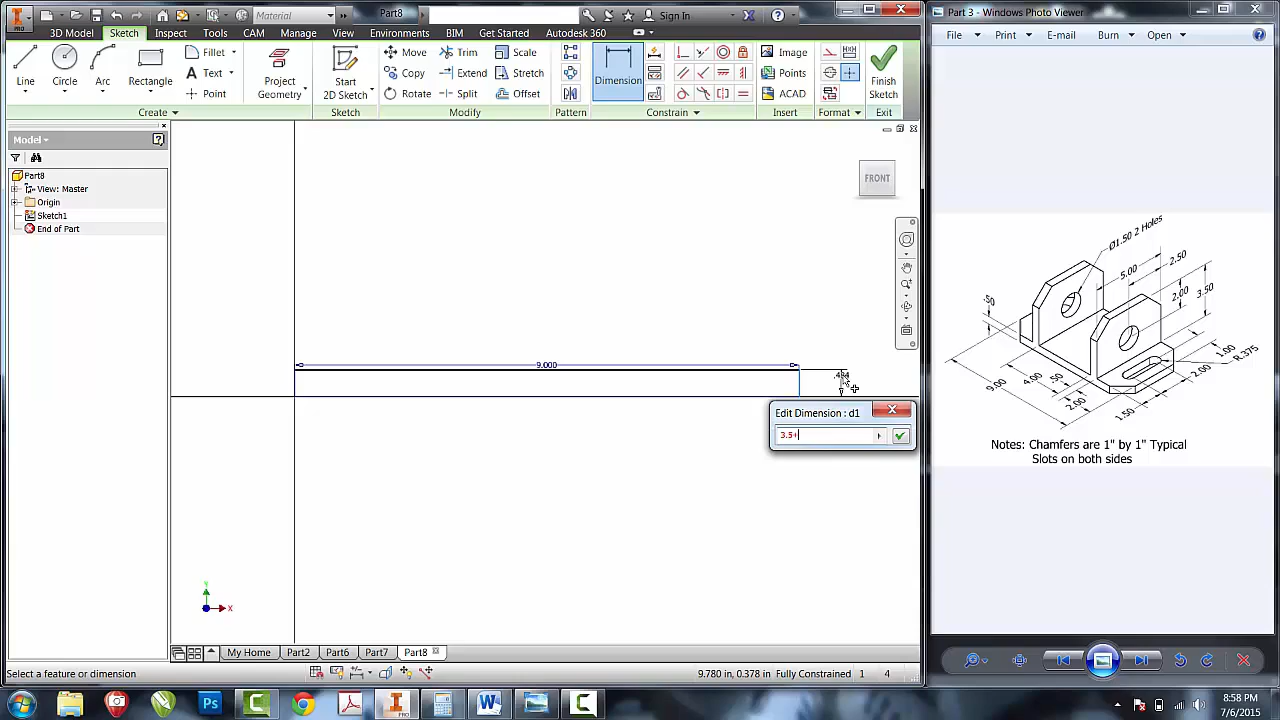 PRO
Material
Part8
Sign In
3D Model
Sketch
Inspect
Tools
CAM
Manage
View
Environments
BIM
Get Started
Autodesk 360
Line
Circle
Arc
Rectangle
Fillet
Text
Point
Project
Geometry
Start
2D Sketch
Move
Copy
Rotate
Trim
Extend
Split
Scale
Stretch
Offset
Dimension
Image
Points
ACAD
Finish
Sketch
Create
Sketch
Modify
Pattern
Constrain
Insert
Format
Exit
Model
Part8
View: Master
Origin
Sketch1
End of Part
FRONT
9.000
Edit Dimension : d1
3.5+
Y
X
My Home
Part2
Part6
Part7
Part8
Select a feature or dimension
9.780 in, 0.378 in
Fully Constrained
1
4
Part 3 - Windows Photo Viewer
File
Print
E-mail
Burn
Open
Ø1.50 2 Holes
2.50
5.00
2.00
3.50
.50
9.00
4.00
.50
2.00
1.50
2.00
1.00
R.375
Notes: Chamfers are 1" by 1" Typical
Slots on both sides
Ps
PRO
W
8:58 PM
7/6/2015